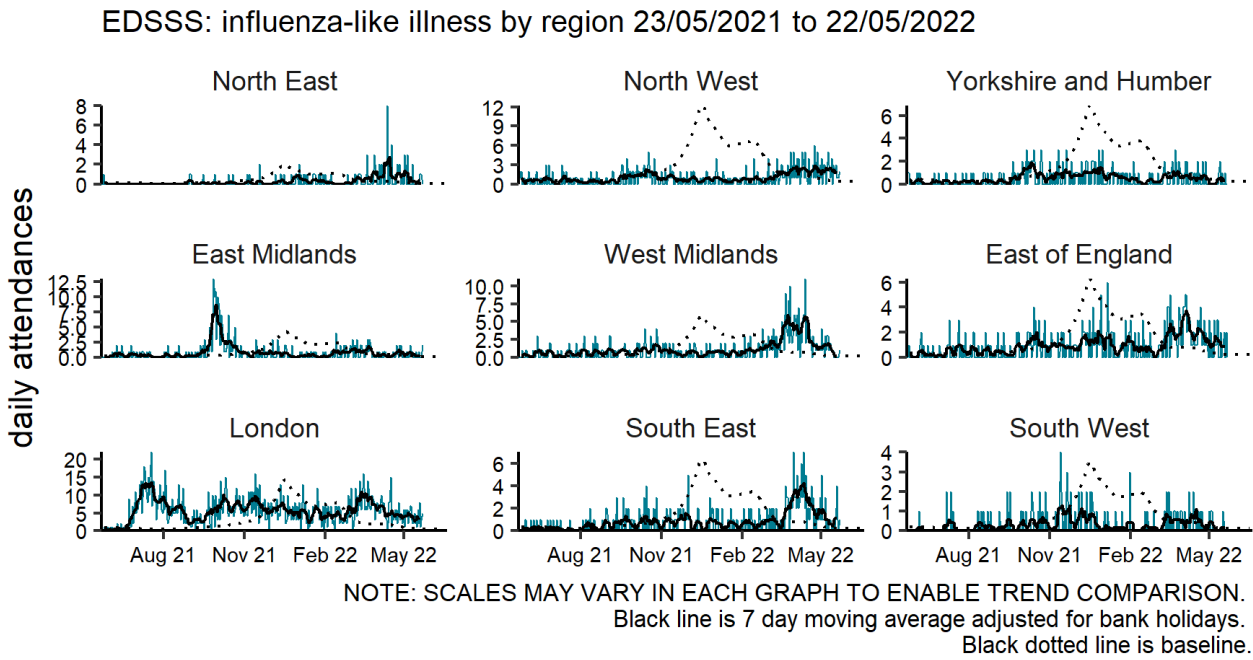 EDSSS: influenza-like illness by region 23/05/2021 to 22/05/2022
daily attendances
North East
8
6
4
2
0
North West
12
9
6
3
0
Yorkshire and Humber
6
4
2
0
East Midlands
12.5
10.0
7.5
5.0
2.5
0.0
West Midlands
10.0
7.5
5.0
2.5
0.0
East of England
6
4
2
0
London
20
15
10
5
0
Aug 21 Nov 21 Feb 22 May 22
South East
6
4
2
0
Aug 21 Nov 21 Feb 22 May 22
South West
4
3
2
1
0
Aug 21 Nov 21 Feb 22 May 22
NOTE: SCALES MAY VARY IN EACH GRAPH TO ENABLE TREND COMPARISON.
Black line is 7 day moving average adjusted for bank holidays.
Black dotted line is baseline.